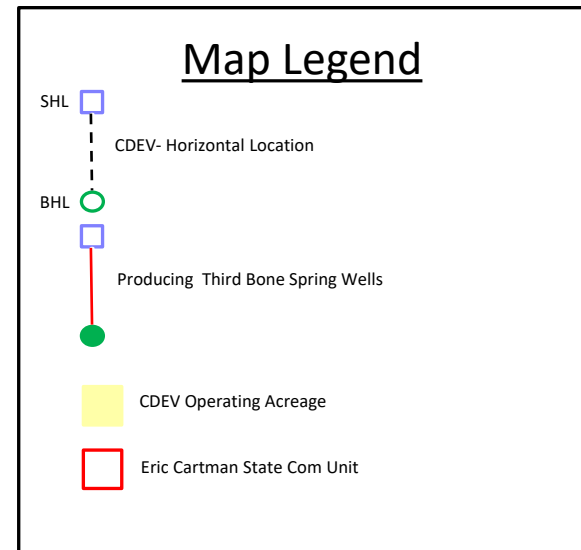 Map Legend
SHL
CDEV- Horizontal Location
BHL
Producing Third Bone Spring Wells
CDEV Operating Acreage
Eric Cartman State Com Unit